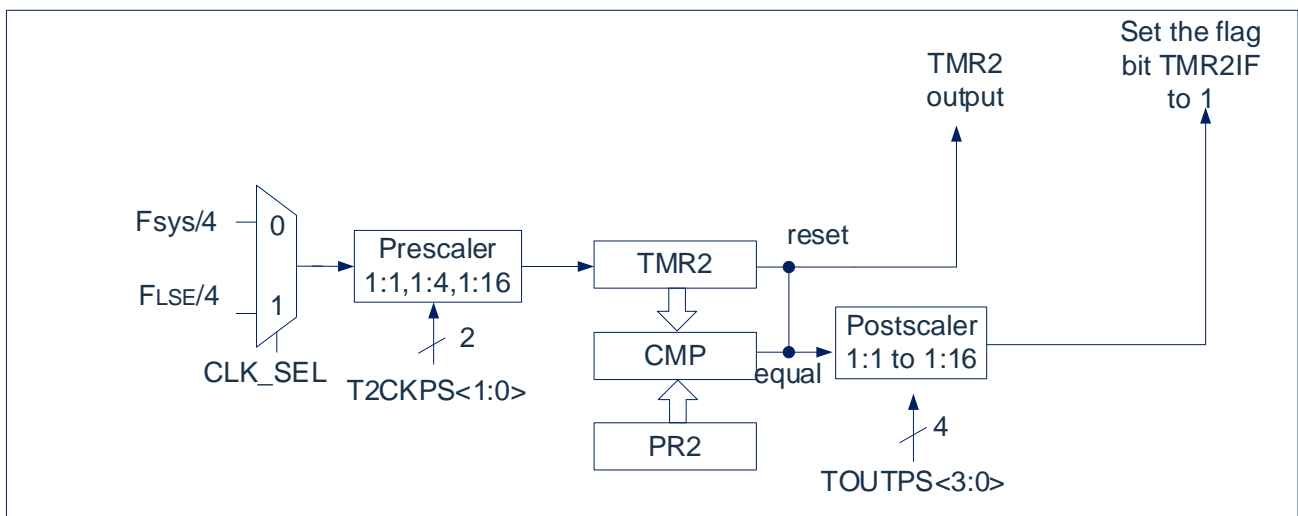 Set the flag
bit TMR2IF
to 1
TMR2
output
Fsys/4
0
Prescaler
1:1,1:4,1:16
TMR2
reset
FLSE/4
1
2
CMP
equal
Postscaler
1:1 to 1:16
CLK_SEL
T2CKPS<1:0>
PR2
4
TOUTPS<3:0>